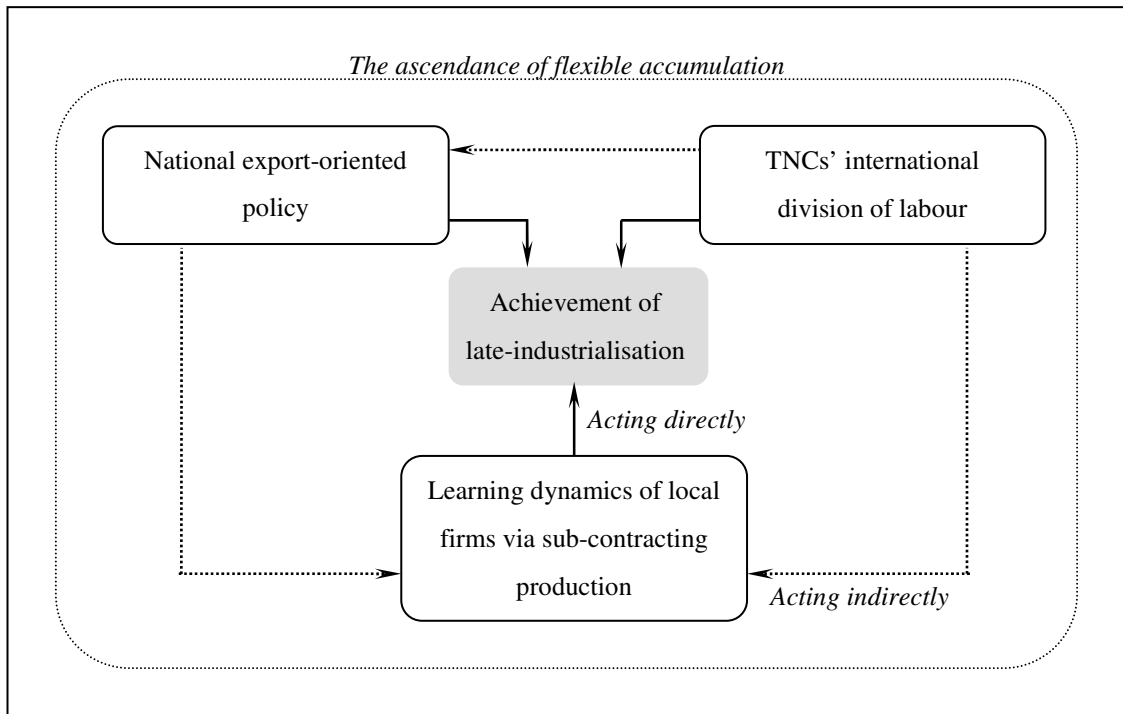 The ascendance of flexible accumulation
National export-oriented
policy
TNCs’ international
division of labour
Achievement of
late-industrialisation
Acting directly
Learning dynamics of local
firms via sub-contracting
production
Acting indirectly